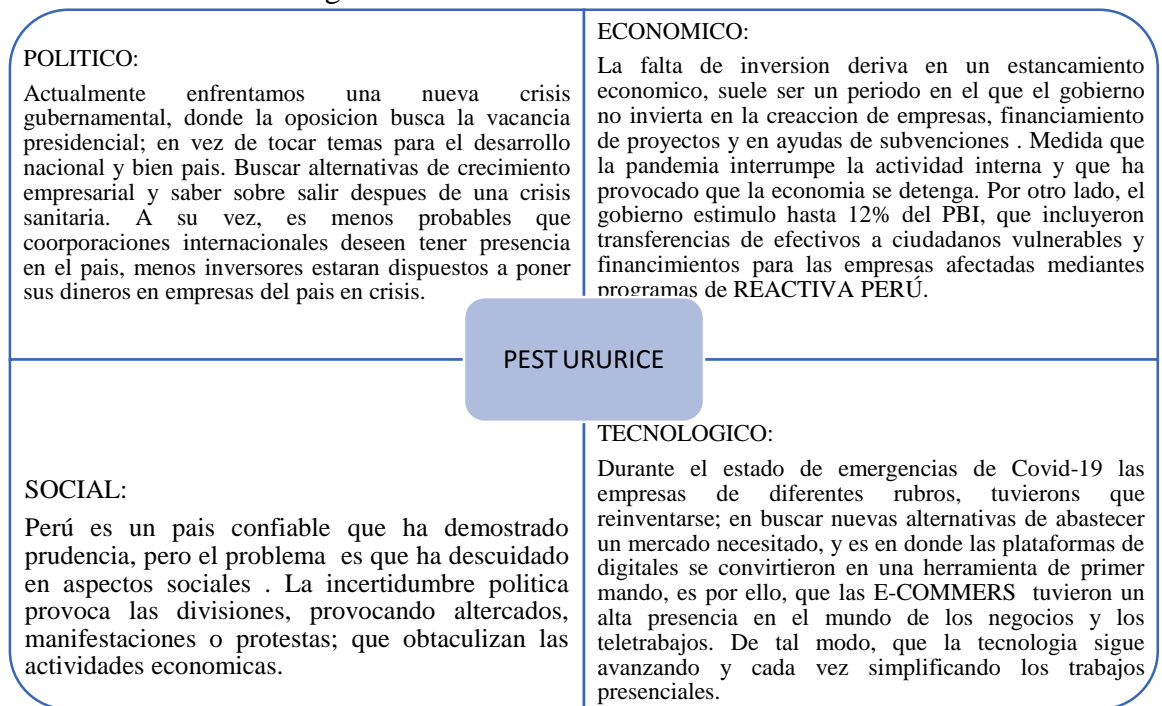 POLITICO:
Actualmente enfrentamos una nueva crisis
gubernamental, donde la oposicion busca la vacancia
presidencial; en vez de tocar temas para el desarrollo
nacional y bien pais. Buscar alternativas de crecimiento
empresarial y saber sobre salir despues de una crisis
sanitaria. A su vez, es menos probables que
coorporaciones internacionales deseen tener presencia
en el pais, menos inversores estaran dispuestos a poner
sus dineros en empresas del pais en crisis.
ECONOMICO:
La falta de inversion deriva en un estancamiento
economico, suele ser un periodo en el que el gobierno
no invierta en la creaccion de empresas, financiamiento
de proyectos y en ayudas de subvenciones . Medida que
la pandemia interrumpe la actividad interna y que ha
provocado que la economia se detenga. Por otro lado, el
gobierno estimulo hasta 12% del PBI, que incluyeron
transferencias de efectivos a ciudadanos vulnerables y
financimientos para las empresas afectadas mediantes
programas de REACTIVA PERÚ.
PEST URURICE
SOCIAL:
Perú es un pais confiable que ha demostrado
prudencia, pero el problema es que ha descuidado
en aspectos sociales . La incertidumbre politica
provoca las divisiones, provocando altercados,
manifestaciones o protestas; que obtaculizan las
actividades economicas.
TECNOLOGICO:
Durante el estado de emergencias de Covid-19 las
empresas de diferentes rubros, tuvierons que
reinventarse; en buscar nuevas alternativas de abastecer
un mercado necesitado, y es en donde las plataformas de
digitales se convirtieron en una herramienta de primer
mando, es por ello, que las E-COMMERS tuvieron un
alta presencia en el mundo de los negocios y los
teletrabajos. De tal modo, que la tecnologia sigue
avanzando y cada vez simplificando los trabajos
presenciales.